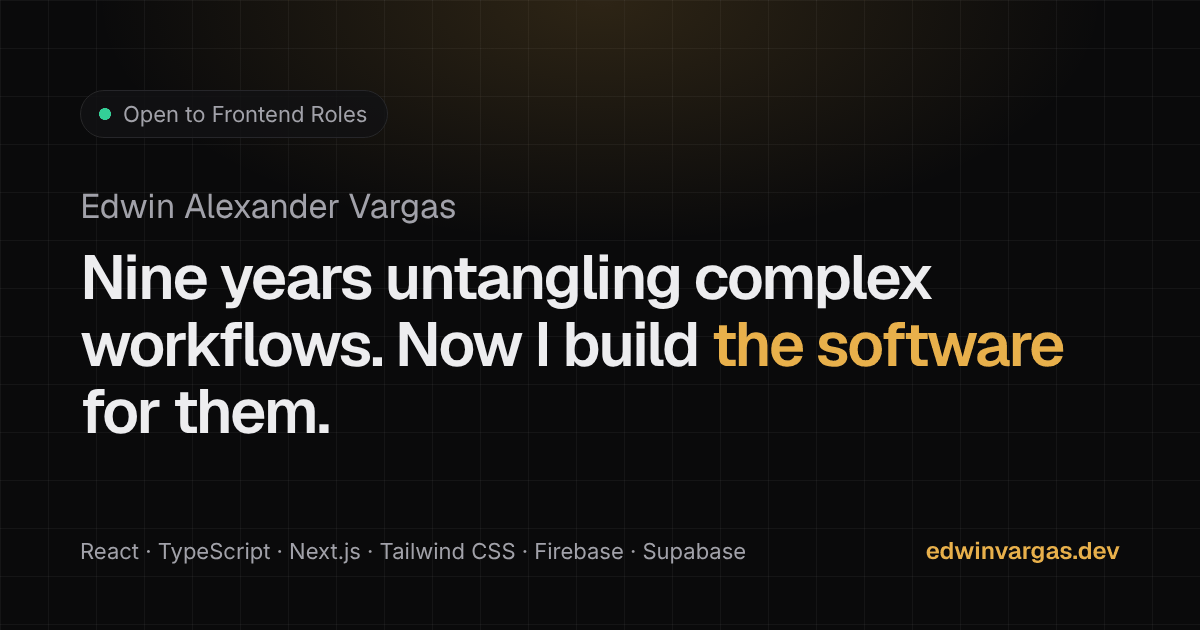 Open to Frontend Roles
Edwin Alexander Vargas
Nine years untangling complex
workflows. Now I build the software
for them.
React · TypeScript · Next.js · Tailwind CSS · Firebase · Supabase
edwinvargas.dev